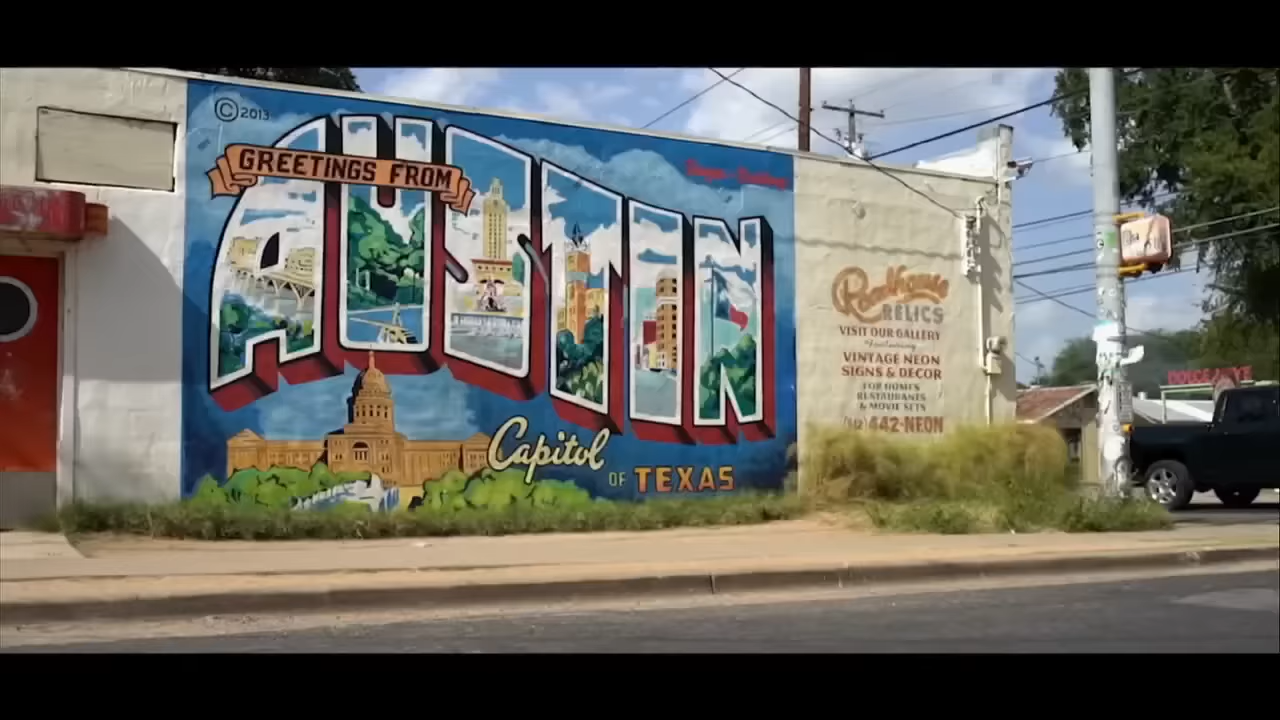 © 2013
GREETINGS FROM
AUSTIN
Capitol
OF TEXAS
Roadhouse
RELICS
VISIT OUR GALLERY
Featuring
VINTAGE NEON
SIGNS & DECOR
FOR HOMES
RESTAURANTS
& MOVIE SETS
442-NEON